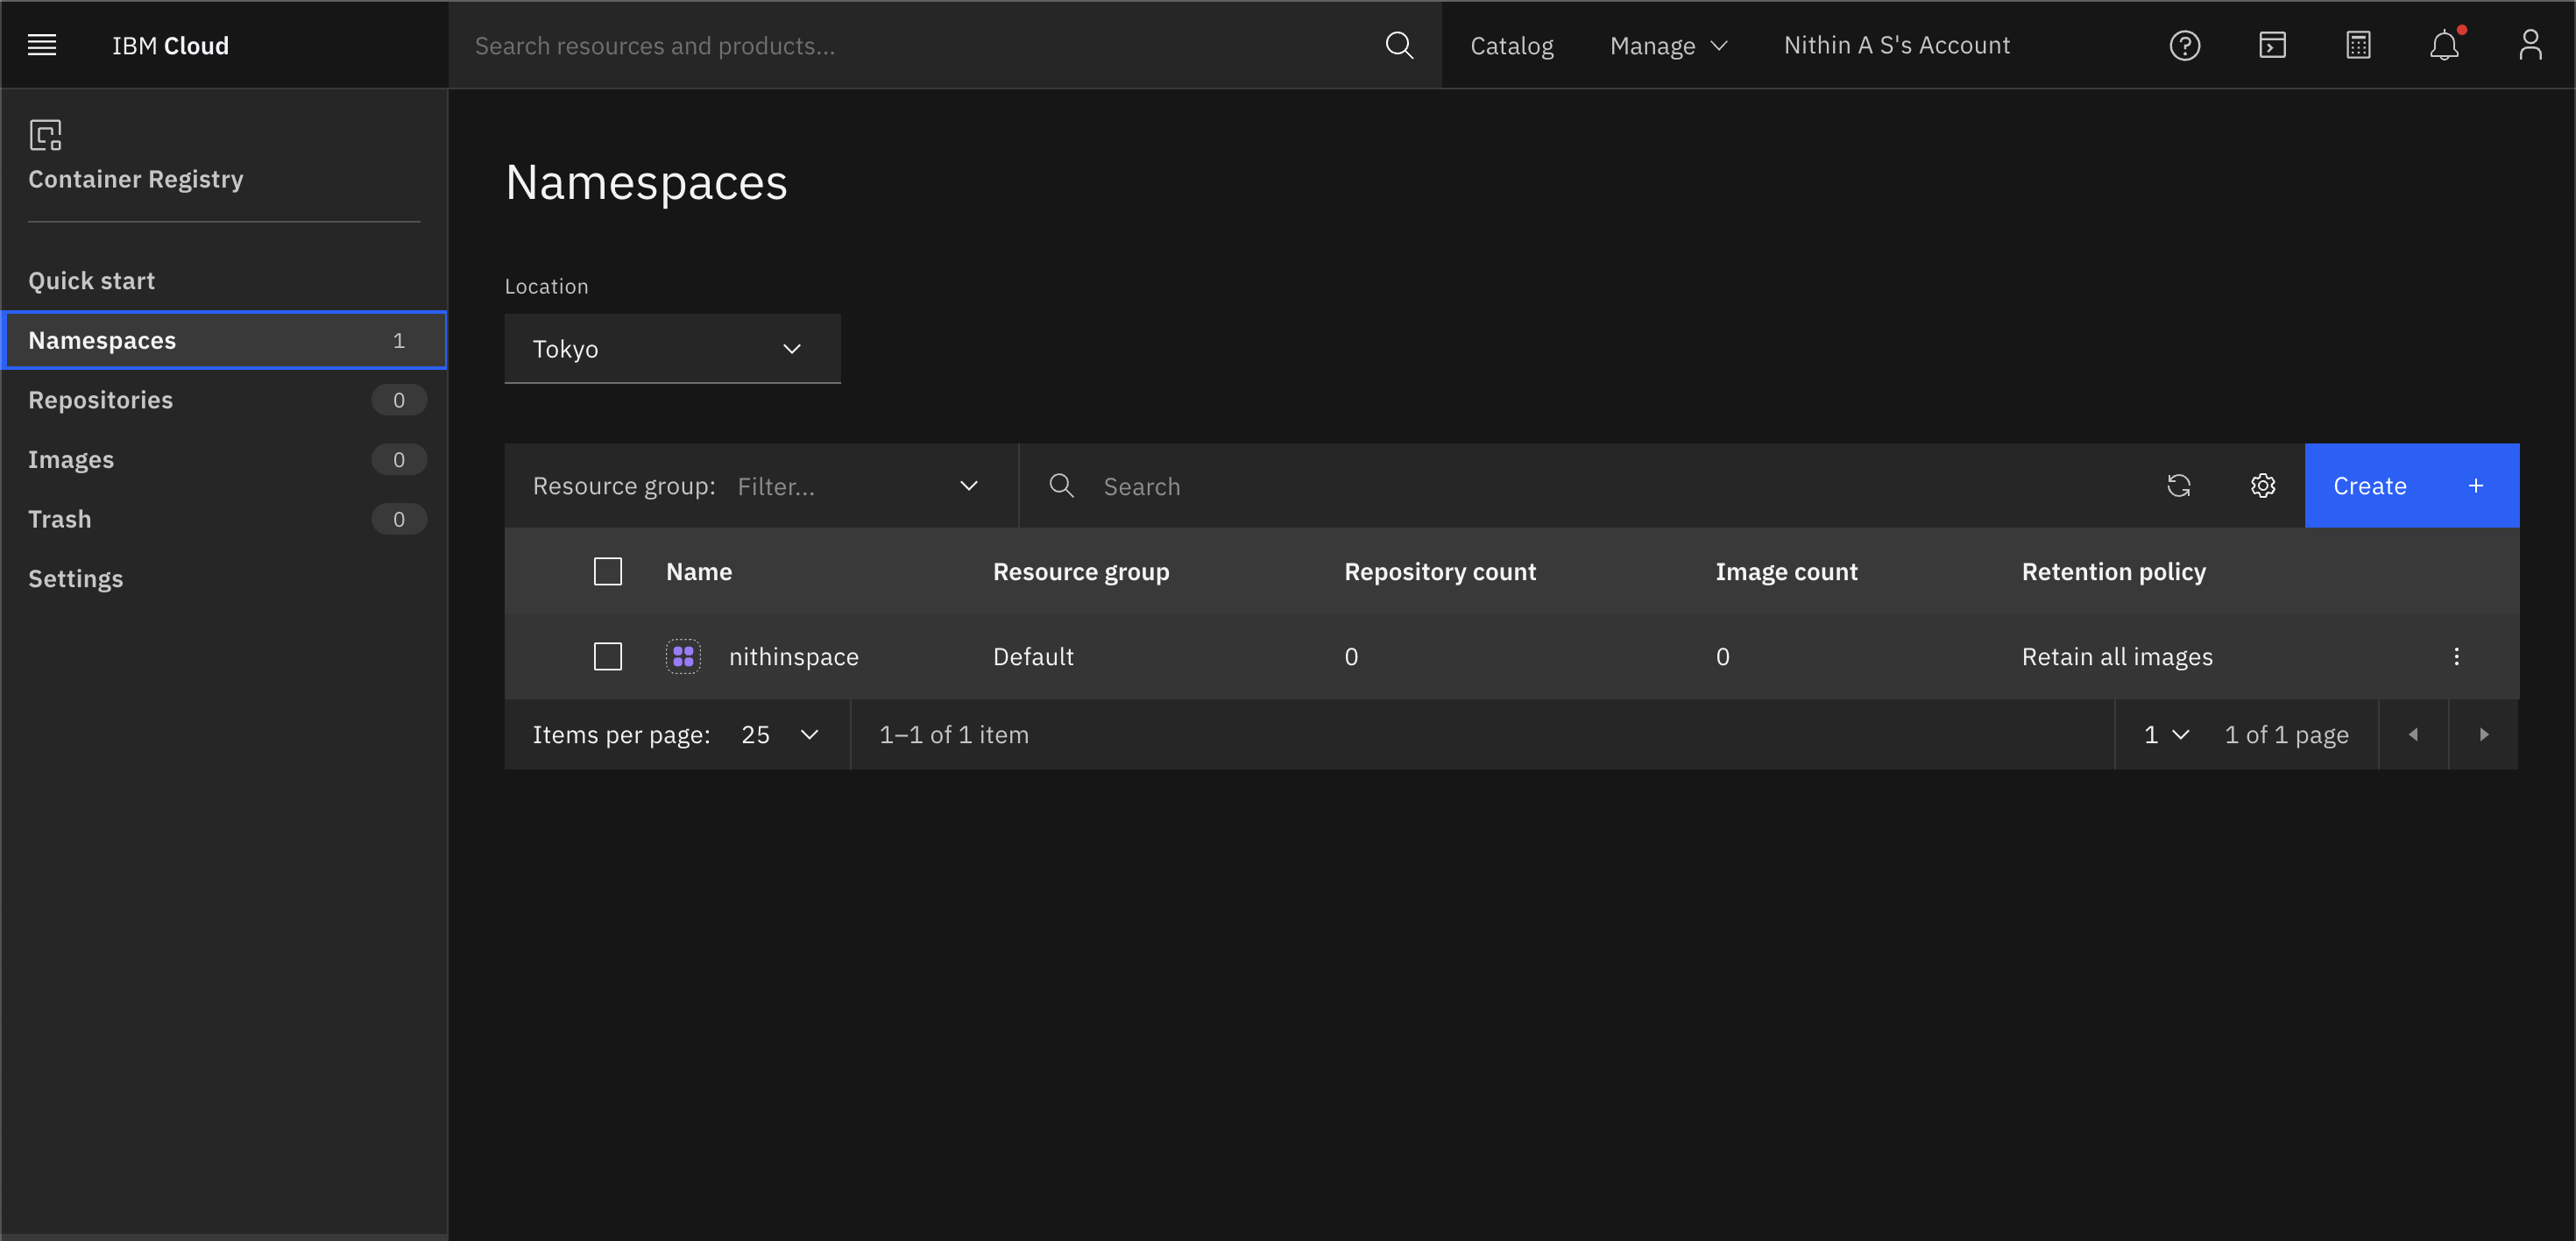 IBM Cloud
Search resources and products...
Catalog
Manage
Nithin A S's Account
Container Registry
Quick start
Namespaces 1
Repositories 0
Images 0
Trash 0
Settings
Namespaces
Location
Tokyo
Resource group: Filter...
Search
Create +
Name Resource group Repository count Image count Retention policy
nithinspace Default 0 0 Retain all images
Items per page: 25 1–1 of 1 item 1 1 of 1 page